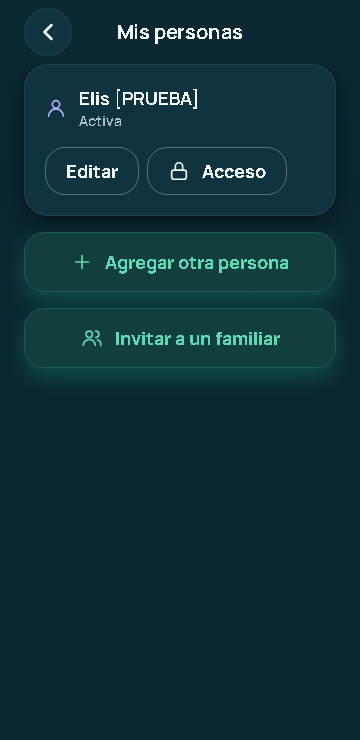 Mis personas
Elis [PRUEBA]
Activa
Editar
Acceso
Agregar otra persona
Invitar a un familiar